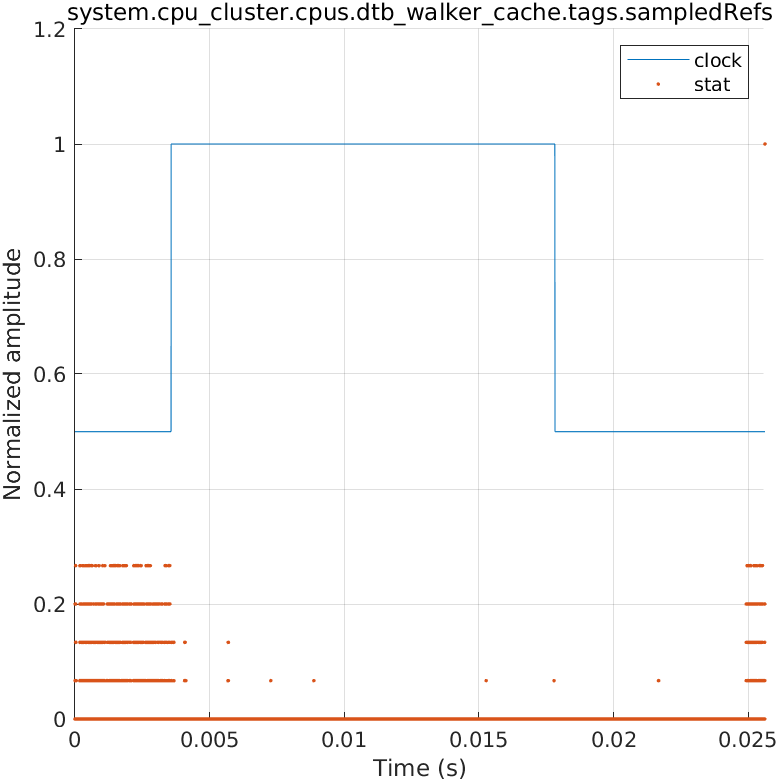 system.cpu_cluster.cpus.dtb_walker_cache.tags.sampledRefs
clock
stat
1.2
1
0.8
0.6
0.4
0.2
0
Normalized amplitude
0
0.005
0.01
0.015
0.02
0.025
Time (s)